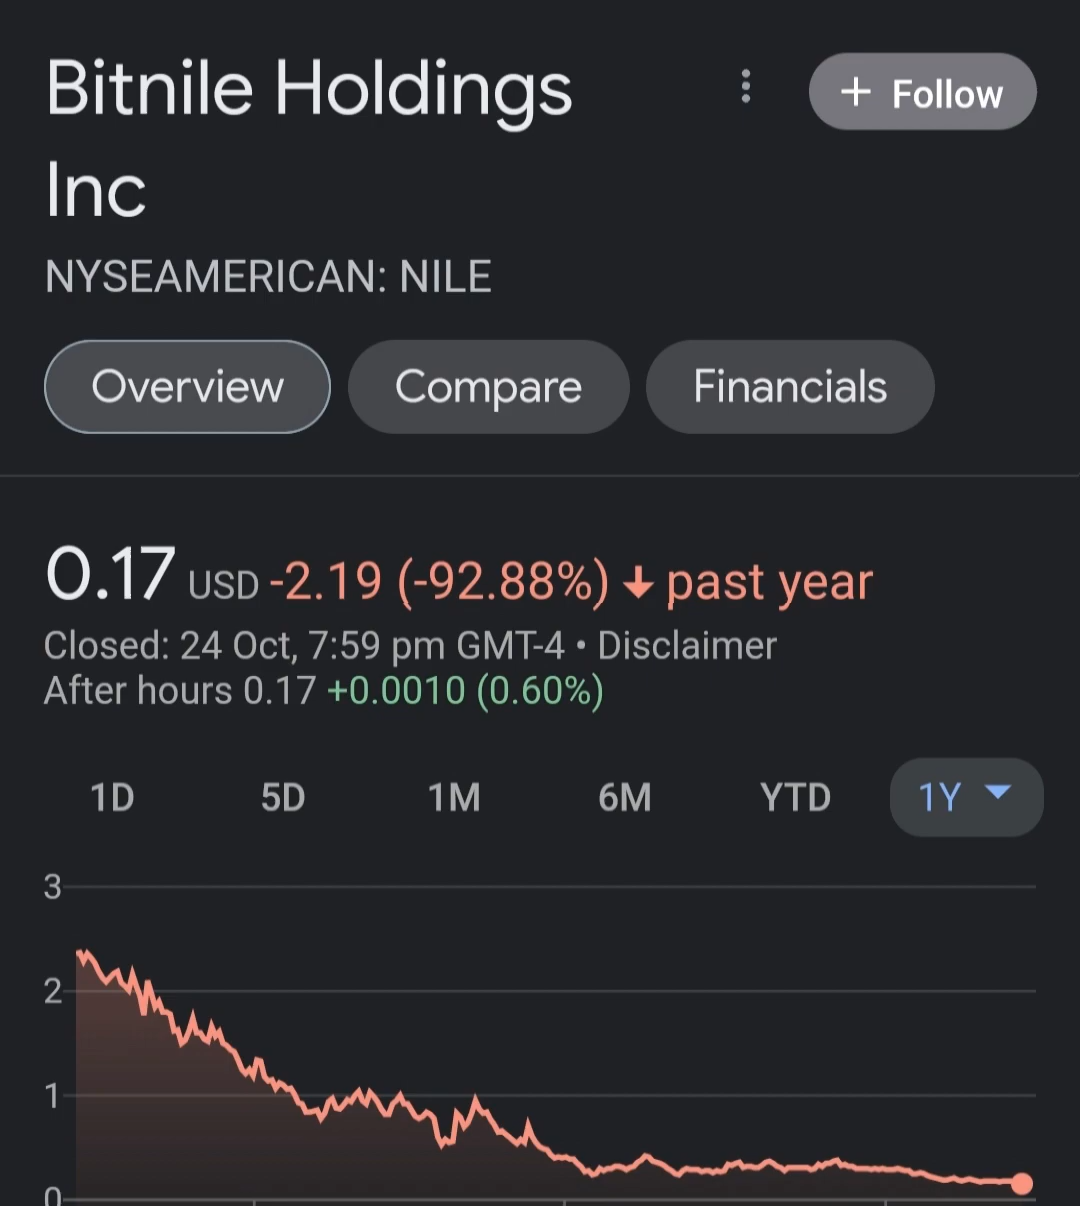 Bitnile Holdings
Inc
+ Follow
NYSEAMERICAN: NILE
Overview Compare Financials
0.17 USD -2.19 (-92.88%) ↓ past year
Closed: 24 Oct, 7:59 pm GMT-4 • Disclaimer
After hours 0.17 +0.0010 (0.60%)
1D 5D 1M 6M YTD 1Y
3
2
1
0